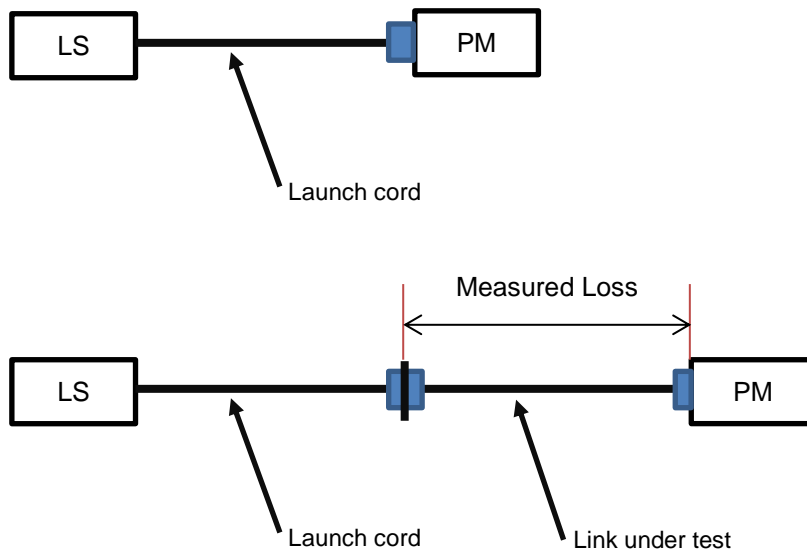 LS
PM
Launch cord
Measured Loss
LS
PM
Launch cord
Link under test